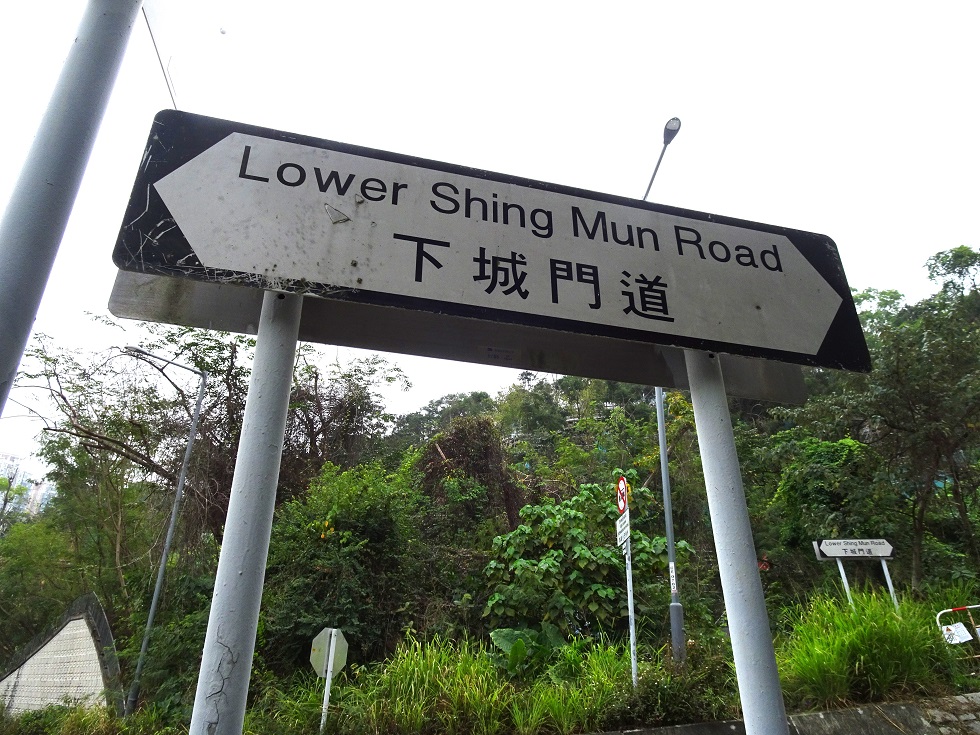 Lower Shing Mun Road
下城門道
Lower Shing Mun Road
下城門道